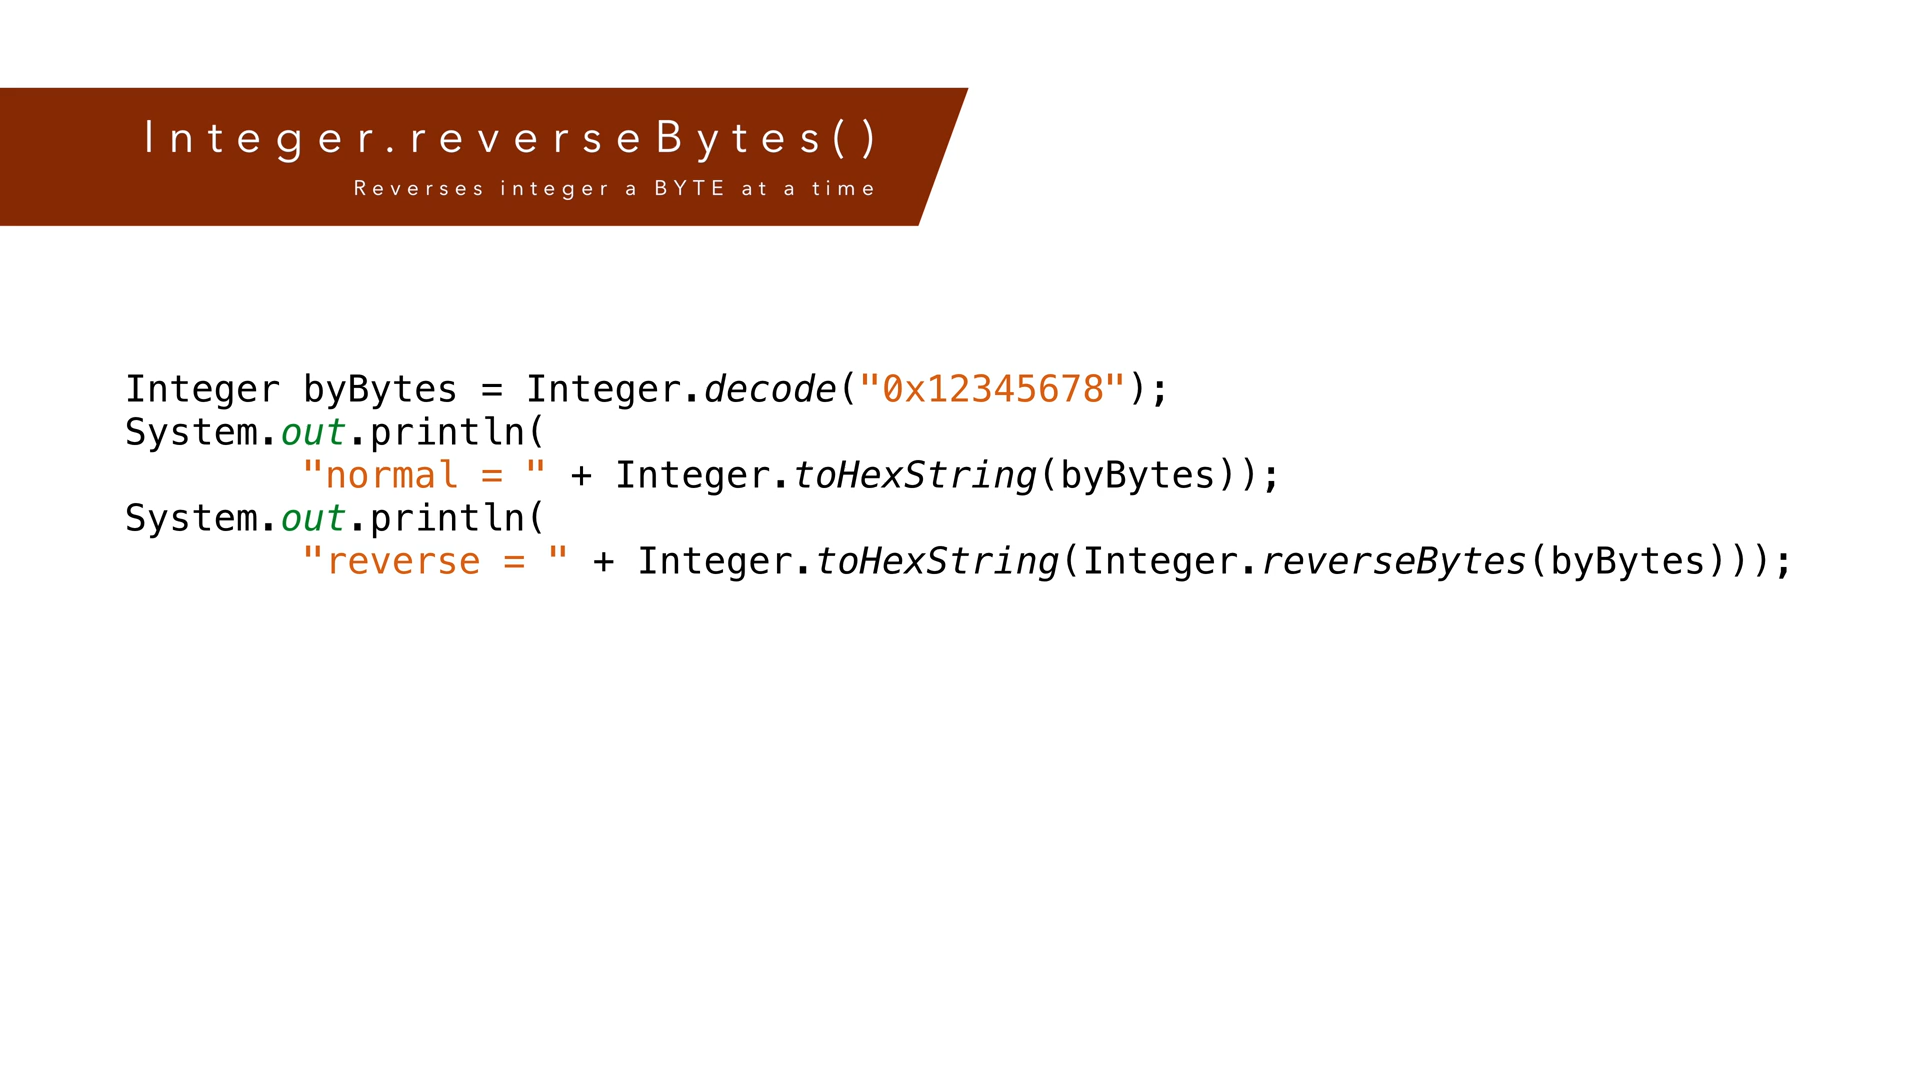 Integer.reverseBytes()
Reverses integer a BYTE at a time
Integer byBytes = Integer.decode("0x12345678");
System.out.println(
        "normal = " + Integer.toHexString(byBytes));
System.out.println(
        "reverse = " + Integer.toHexString(Integer.reverseBytes(byBytes)));